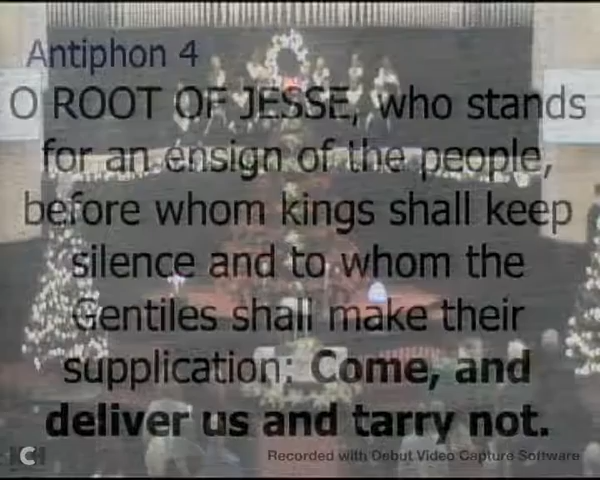 Antiphon 4
O ROOT OF JESSE, who stands
for an ensign of the people,
before whom kings shall keep
silence and to whom the
Gentiles shall make their
supplication: Come, and
deliver us and tarry not.
C
Recorded with Debut Video Capture Software